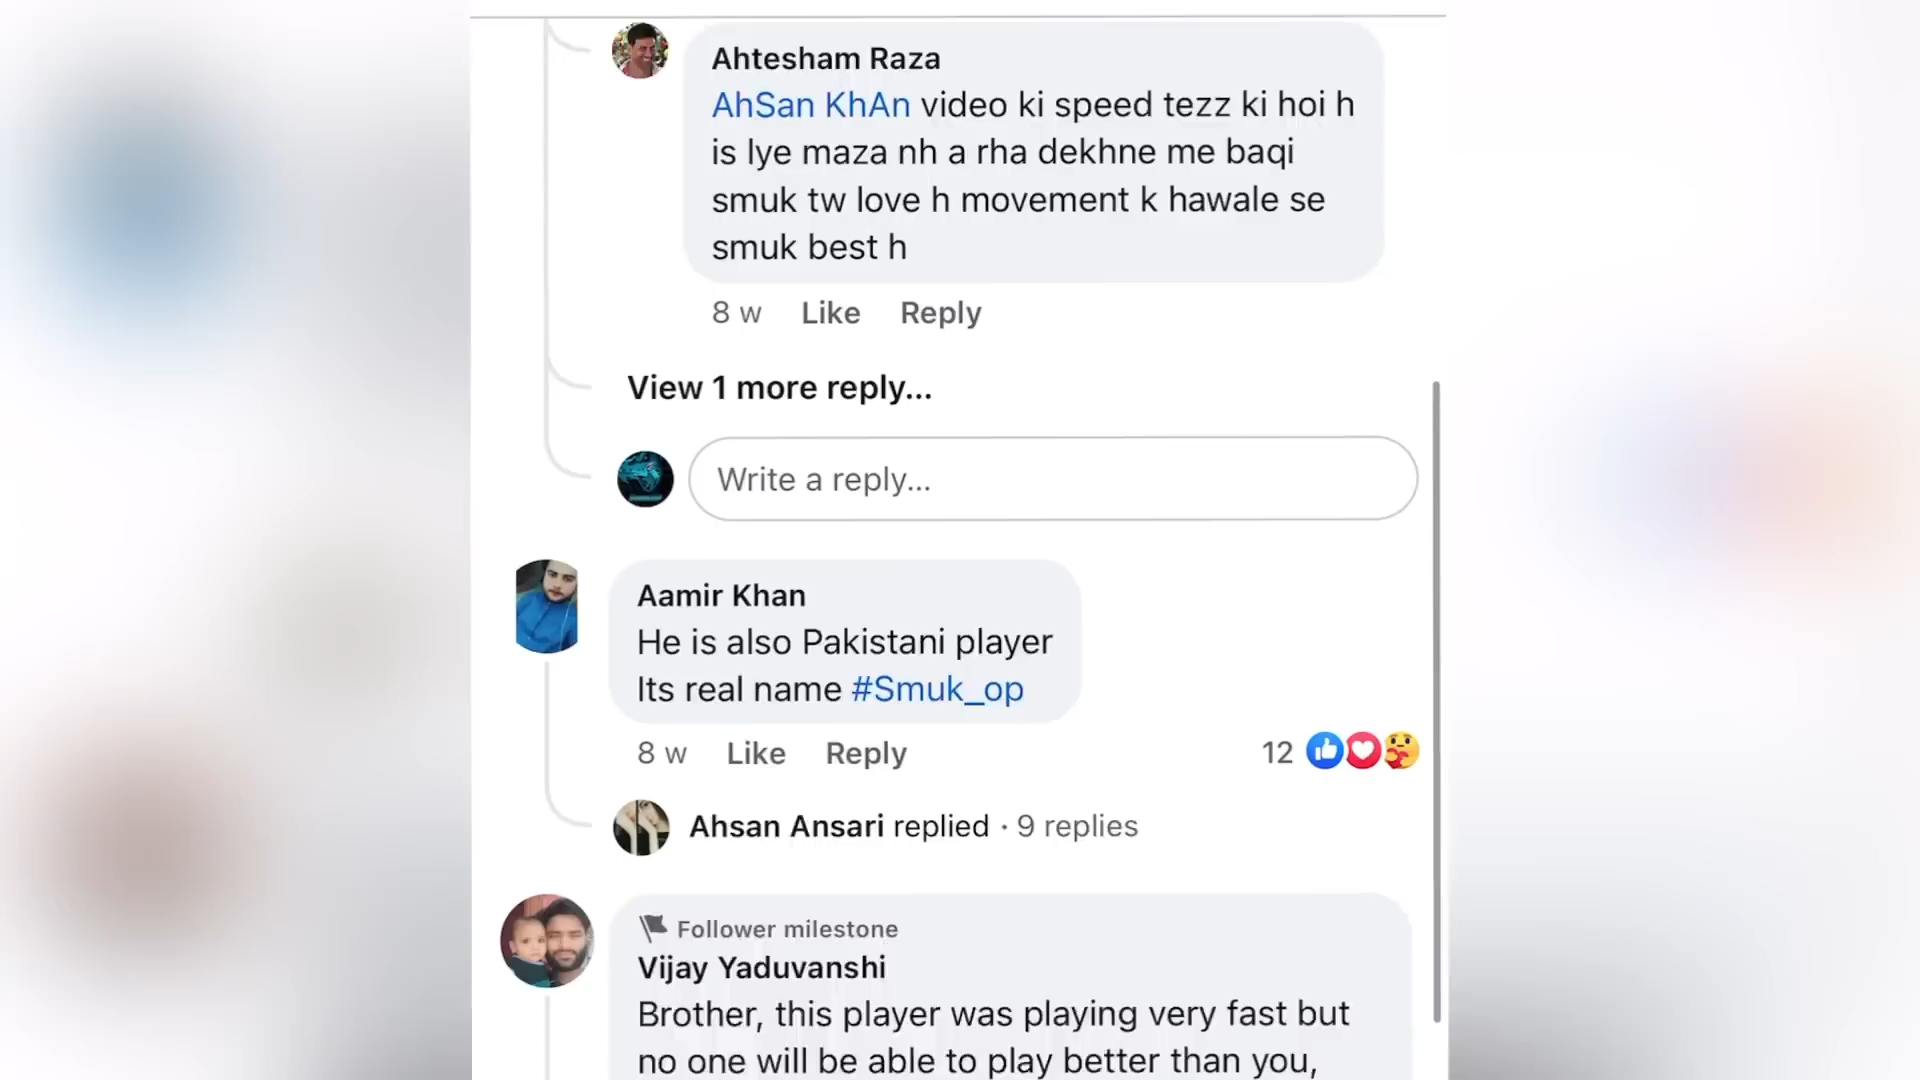 Ahtesham Raza
AhSan KhAn video ki speed tezz ki hoi h
is lye maza nh a rha dekhne me baqi
smuk tw love h movement k hawale se
smuk best h
8 w Like Reply
View 1 more reply...
Write a reply...
Aamir Khan
He is also Pakistani player
Its real name #Smuk_op
8 w Like Reply 12
Ahsan Ansari replied · 9 replies
Follower milestone
Vijay Yaduvanshi
Brother, this player was playing very fast but
no one will be able to play better than you,